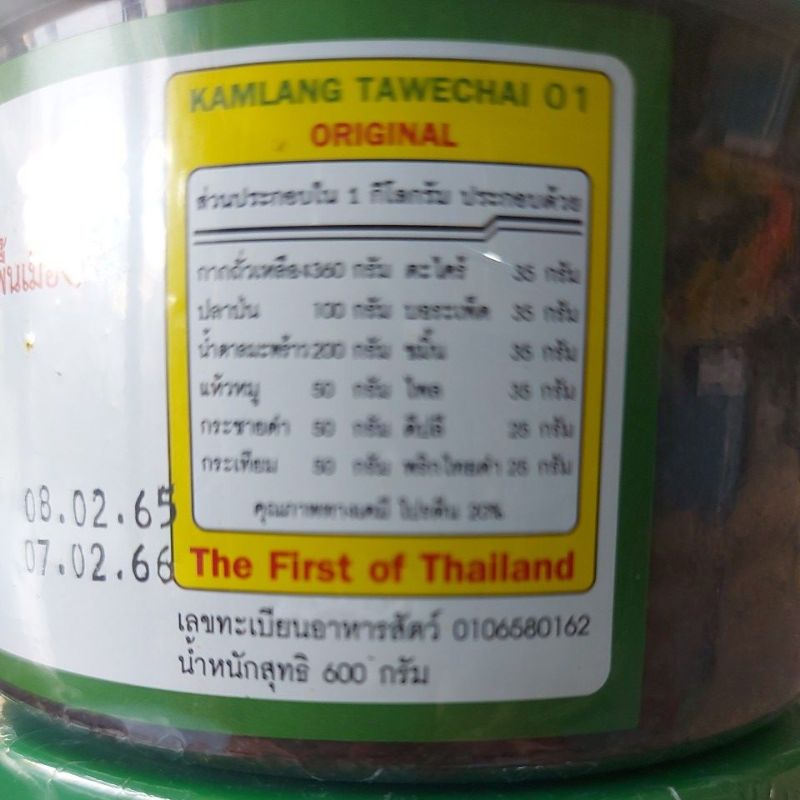 KAMLANG TAWECHAI 01
ORIGINAL
ส่วนประกอบใน 1 กิโลกรัม ประกอบด้วย
กากถั่วเหลือง 360 กรัม ตะไคร้ 35 กรัม
ปลาป่น 100 กรัม บอระเพ็ด 35 กรัม
น้ำตาลมะพร้าว 200 กรัม ขมิ้น 35 กรัม
แห้วหมู 50 กรัม ไพล 35 กรัม
กระชายดำ 50 กรัม ดีปลี 25 กรัม
กระเทียม 50 กรัม พริกไทยดำ 25 กรัม
คุณภาพทางเคมี โปรตีน 20%
08.02.65
07.02.66
The First of Thailand
เลขทะเบียนอาหารสัตว์ 0106580162
น้ำหนักสุทธิ 600 กรัม